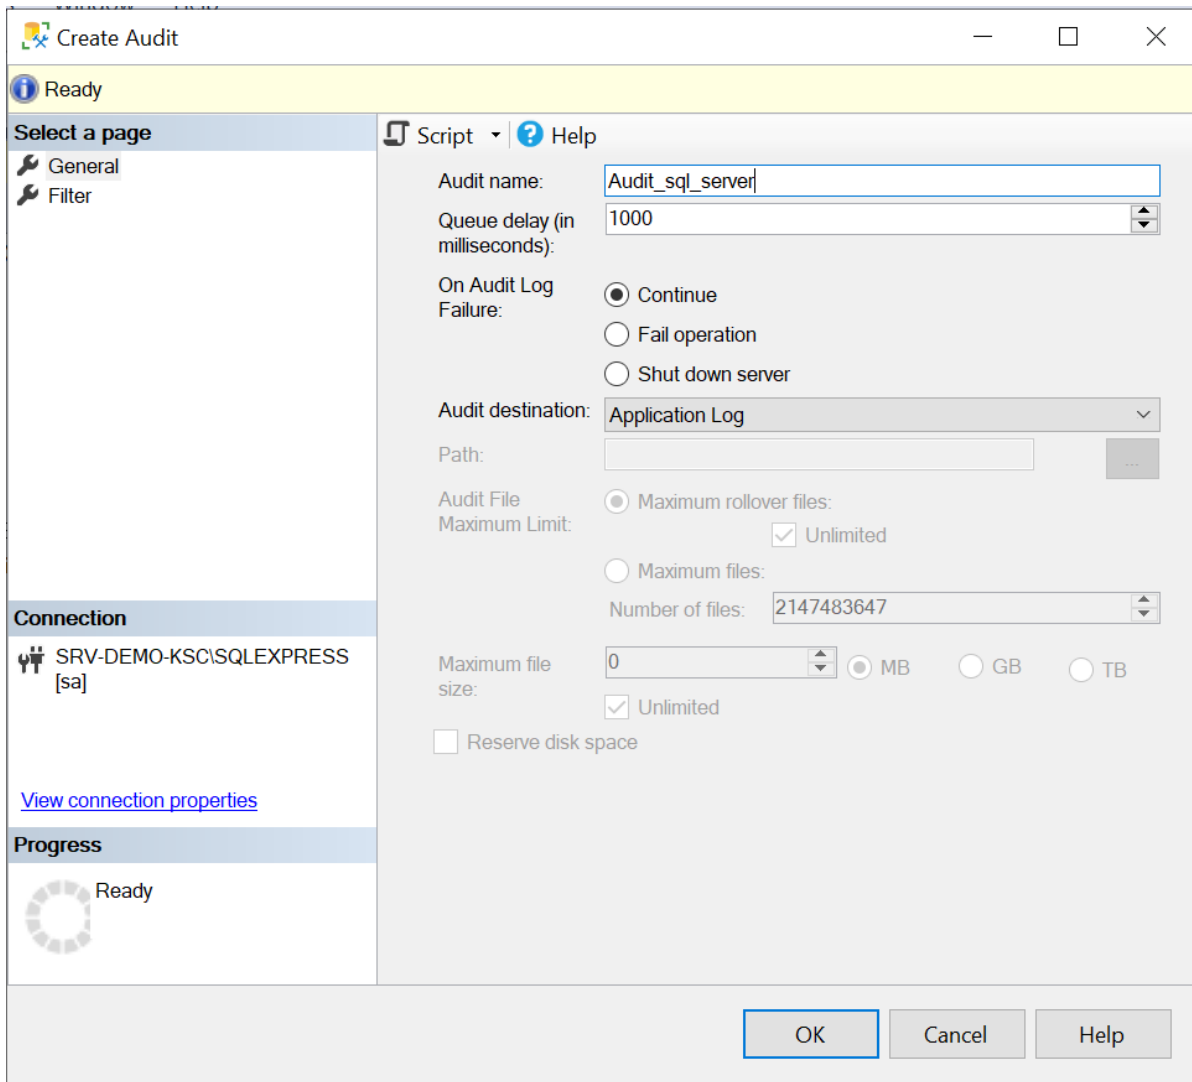 Create Audit
Ready
Select a page
General
Filter
Script
Help
Audit name:
Audit_sql_server
Queue delay (in
milliseconds):
1000
On Audit Log
Failure:
Continue
Fail operation
Shut down server
Audit destination:
Application Log
Path:
...
Audit File
Maximum Limit:
Maximum rollover files:
Unlimited
Maximum files:
Number of files:
2147483647
Maximum file
size:
0
MB
GB
TB
Unlimited
Reserve disk space
Connection
SRV-DEMO-KSC\SQLEXPRESS
[sa]
View connection properties
Progress
Ready
OK
Cancel
Help